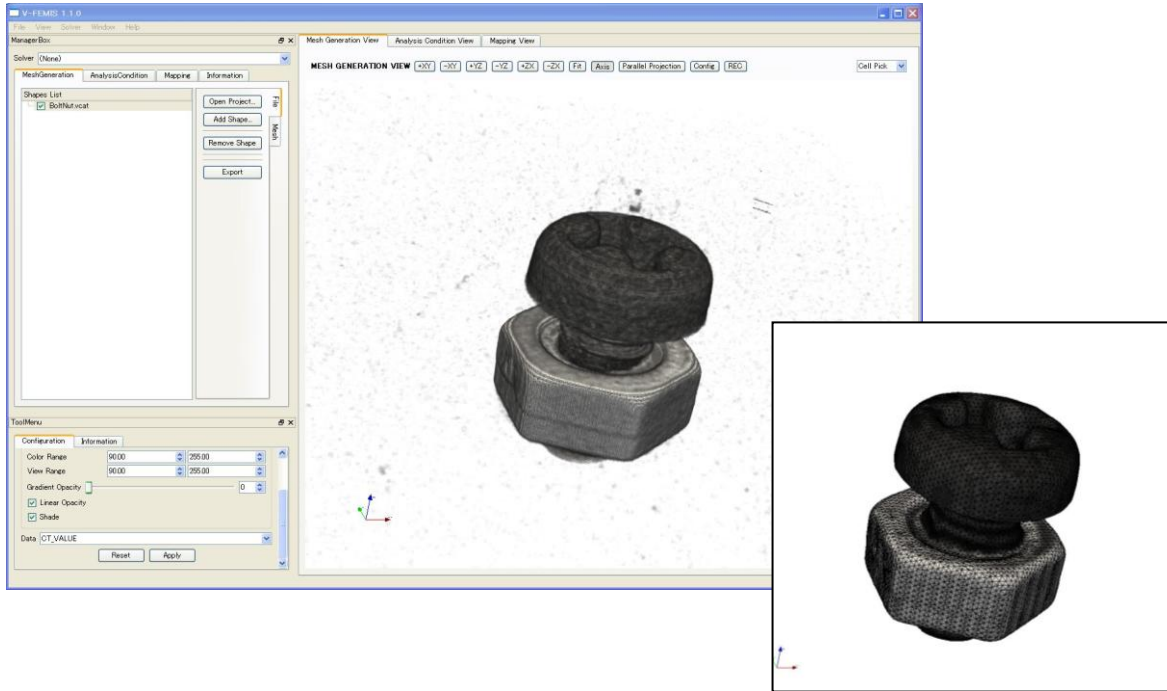 V-FEMIS 1.1.0
File View Solver Window Help
ManagerBox
Solver (None)
MeshGeneration AnalysisCondition Mapping Information
Shapes List
BoltNut.vcat
Open Project...
Add Shape...
Remove Shape
Export
File
Mesh
ToolMenu
Configuration Information
Color Range 90.00 255.00
View Range 90.00 255.00
Gradient Opacity 0
Linear Opacity
Shade
Data CT_VALUE
Reset Apply
Mesh Generation View Analysis Condition View Mapping View
MESH GENERATION VIEW +XY -XY +YZ -YZ +ZX -ZX Fit Axis Parallel Projection Config REC Cell Pick